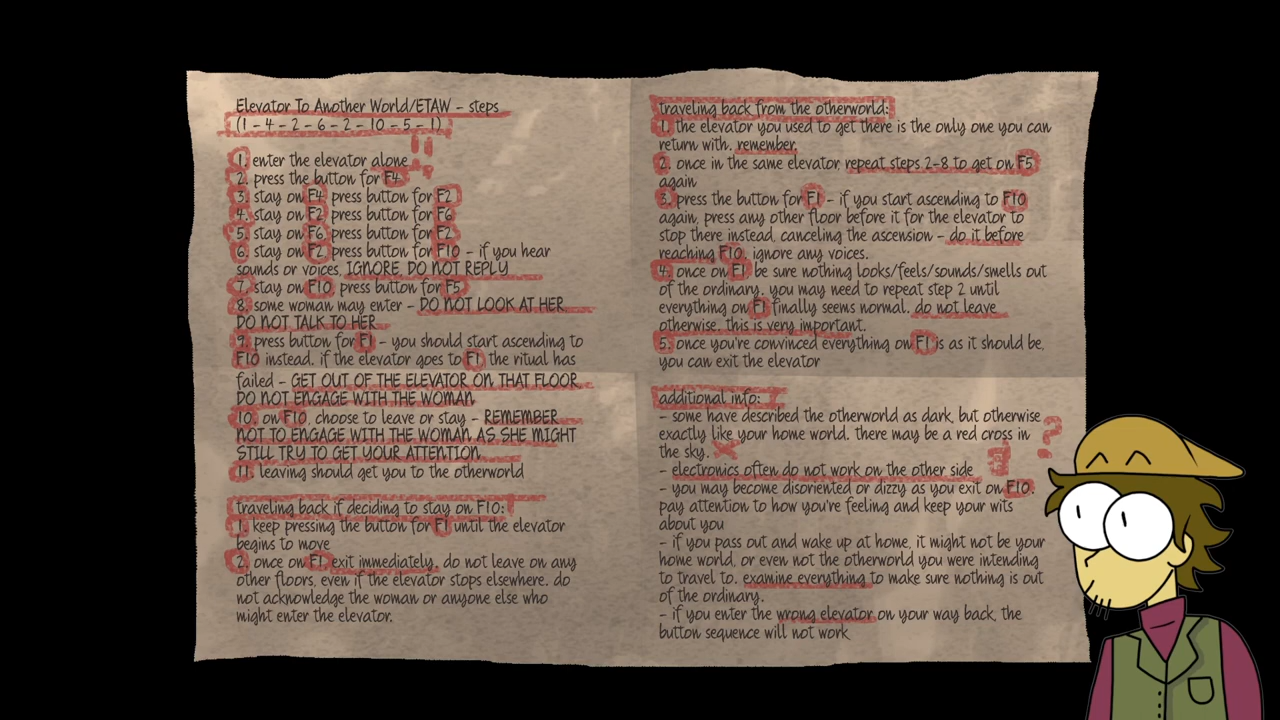 Elevator To Another World/ETAW - steps
(1 - 4 - 2 - 6 - 2 - 10 - 5 - 1)
!!
1. enter the elevator alone
2. press the button for F4
3. stay on F4 press button for F2
4. stay on F2 press button for F6
5. stay on F6 press button for F2
6. stay on F2 press button for F10 - if you hear
sounds or voices, IGNORE, DO NOT REPLY
7. stay on F10, press button for F5
8. some woman may enter - DO NOT LOOK AT HER
DO NOT TALK TO HER
9. press button for F1 - you should start ascending to
F10 instead. if the elevator goes to F1 the ritual has
failed - GET OUT OF THE ELEVATOR ON THAT FLOOR
DO NOT ENGAGE WITH THE WOMAN
10. on F10, choose to leave or stay - REMEMBER
NOT TO ENGAGE WITH THE WOMAN AS SHE MIGHT
STILL TRY TO GET YOUR ATTENTION
11. leaving should get you to the otherworld
traveling back if deciding to stay on F10:
1. keep pressing the button for F1 until the elevator
begins to move
2. once on F1 exit immediately. do not leave on any
other floors, even if the elevator stops elsewhere. do
not acknowledge the woman or anyone else who
might enter the elevator.
traveling back from the otherworld:
1. the elevator you used to get there is the only one you can
return with. remember.
2. once in the same elevator, repeat steps 2-8 to get on F5
again
3. press the button for F1 - if you start ascending to F10
again, press any other floor before it for the elevator to
stop there instead, canceling the ascension - do it before
reaching F10. ignore any voices.
4. once on F1 be sure nothing looks/feels/sounds/smells out
of the ordinary. you may need to repeat step 2 until
everything on F1 finally seems normal. do not leave
otherwise. this is very important.
5. once you're convinced everything on F1 is as it should be,
you can exit the elevator
additional info:
- some have described the otherworld as dark, but otherwise
exactly like your home world. there may be a red cross in
the sky. ?
- electronics often do not work on the other side
- you may become disoriented or dizzy as you exit on F10.
pay attention to how you're feeling and keep your wits
about you
- if you pass out and wake up at home, it might not be your
home world, or even not the otherworld you were intending
to travel to. examine everything to make sure nothing is out
of the ordinary.
- if you enter the wrong elevator on your way back, the
button sequence will not work